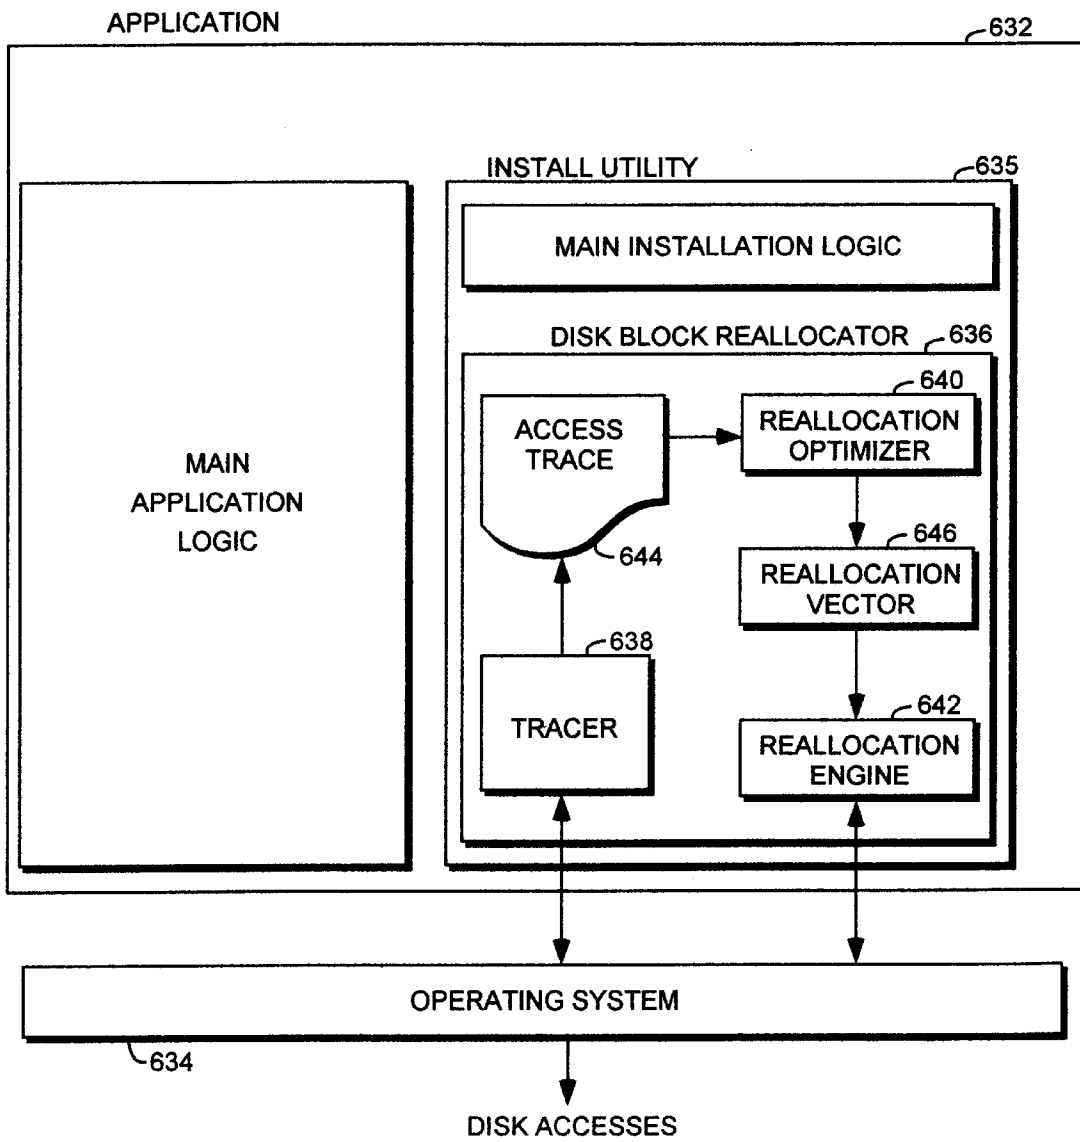 APPLICATION
632
INSTALL UTILITY
635
MAIN INSTALLATION LOGIC
DISK BLOCK REALLOCATOR
636
640
ACCESS
TRACE
REALLOCATION
OPTIMIZER
MAIN
APPLICATION
LOGIC
644
646
REALLOCATION
VECTOR
638
TRACER
642
REALLOCATION
ENGINE
OPERATING SYSTEM
634
DISK ACCESSES